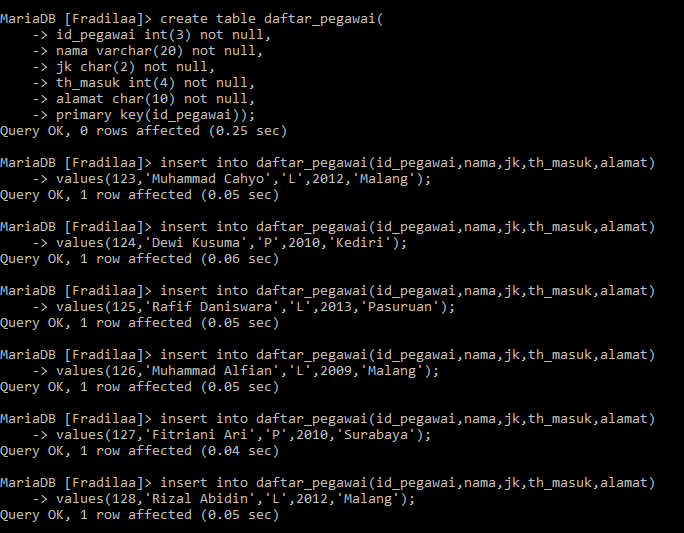 MariaDB [Fradilaa]> create table daftar_pegawai(
    -> id_pegawai int(3) not null,
    -> nama varchar(20) not null,
    -> jk char(2) not null,
    -> th_masuk int(4) not null,
    -> alamat char(10) not null,
    -> primary key(id_pegawai));
Query OK, 0 rows affected (0.25 sec)
MariaDB [Fradilaa]> insert into daftar_pegawai(id_pegawai,nama,jk,th_masuk,alamat)
    -> values(123,'Muhammad Cahyo','L',2012,'Malang');
Query OK, 1 row affected (0.05 sec)
MariaDB [Fradilaa]> insert into daftar_pegawai(id_pegawai,nama,jk,th_masuk,alamat)
    -> values(124,'Dewi Kusuma','P',2010,'Kediri');
Query OK, 1 row affected (0.06 sec)
MariaDB [Fradilaa]> insert into daftar_pegawai(id_pegawai,nama,jk,th_masuk,alamat)
    -> values(125,'Rafif Daniswara','L',2013,'Pasuruan');
Query OK, 1 row affected (0.05 sec)
MariaDB [Fradilaa]> insert into daftar_pegawai(id_pegawai,nama,jk,th_masuk,alamat)
    -> values(126,'Muhammad Alfian','L',2009,'Malang');
Query OK, 1 row affected (0.05 sec)
MariaDB [Fradilaa]> insert into daftar_pegawai(id_pegawai,nama,jk,th_masuk,alamat)
    -> values(127,'Fitriani Ari','P',2010,'Surabaya');
Query OK, 1 row affected (0.04 sec)
MariaDB [Fradilaa]> insert into daftar_pegawai(id_pegawai,nama,jk,th_masuk,alamat)
    -> values(128,'Rizal Abidin','L',2012,'Malang');
Query OK, 1 row affected (0.05 sec)